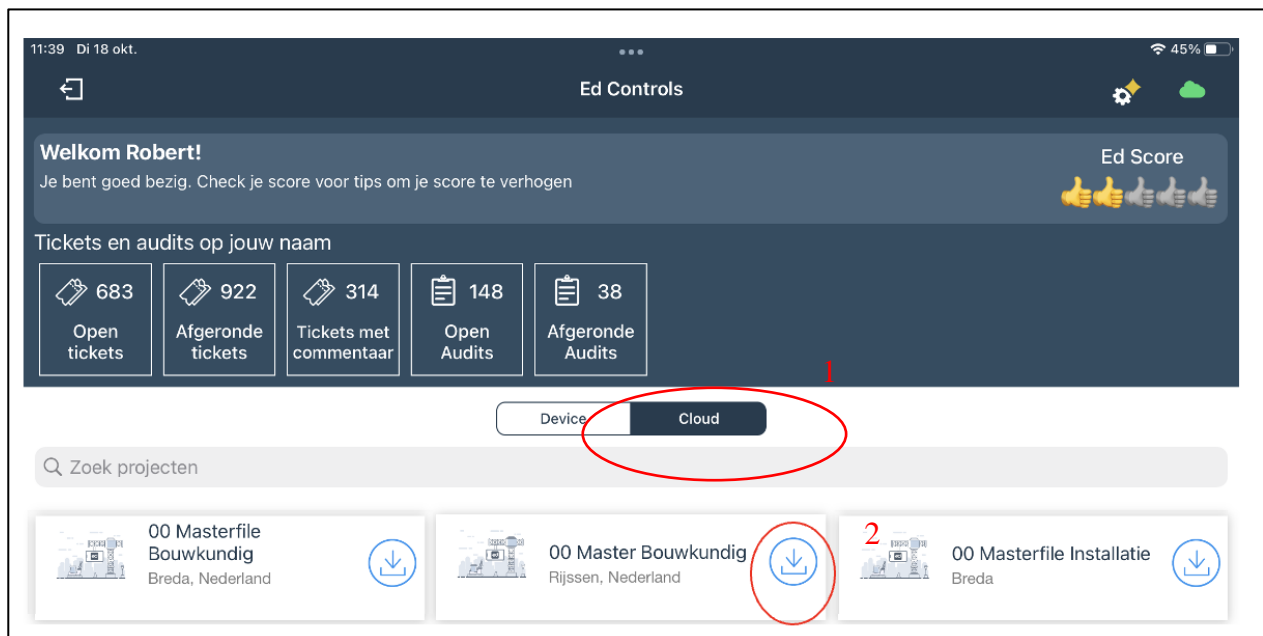 11:39 Di 18 okt.
45%
Ed Controls
Welkom Robert!
Je bent goed bezig. Check je score voor tips om je score te verhogen
Ed Score
Tickets en audits op jouw naam
683
Open
tickets
922
Afgeronde
tickets
314
Tickets met
commentaar
148
Open
Audits
38
Afgeronde
Audits
1
Device
Cloud
Zoek projecten
00 Masterfile
Bouwkundig
Breda, Nederland
00 Master Bouwkundig
Rijssen, Nederland
2
00 Masterfile Installatie
Breda